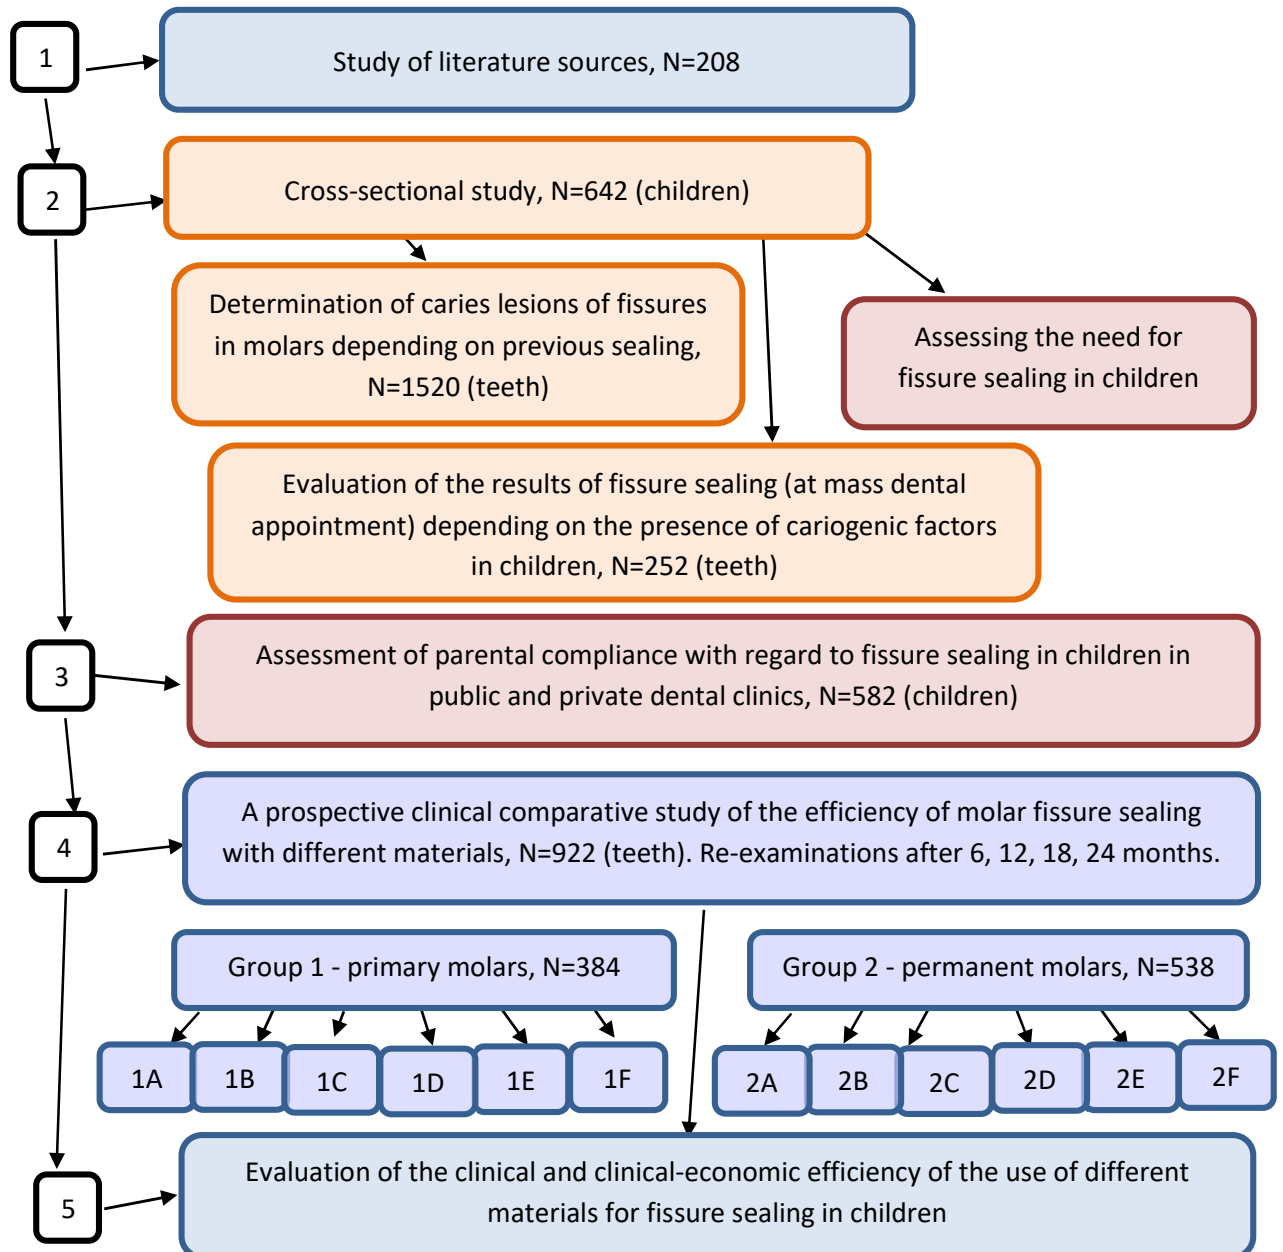 1
Study of literature sources, N=208
2
Cross-sectional study, N=642 (children)
Determination of caries lesions of fissures
in molars depending on previous sealing,
N=1520 (teeth)
Assessing the need for
fissure sealing in children
Evaluation of the results of fissure sealing (at mass dental
appointment) depending on the presence of cariogenic factors
in children, N=252 (teeth)
3
Assessment of parental compliance with regard to fissure sealing in children in
public and private dental clinics, N=582 (children)
4
A prospective clinical comparative study of the efficiency of molar fissure sealing
with different materials, N=922 (teeth). Re-examinations after 6, 12, 18, 24 months.
Group 1 - primary molars, N=384
Group 2 - permanent molars, N=538
1A 1B 1C 1D 1E 1F
2A 2B 2C 2D 2E 2F
5
Evaluation of the clinical and clinical-economic efficiency of the use of different
materials for fissure sealing in children